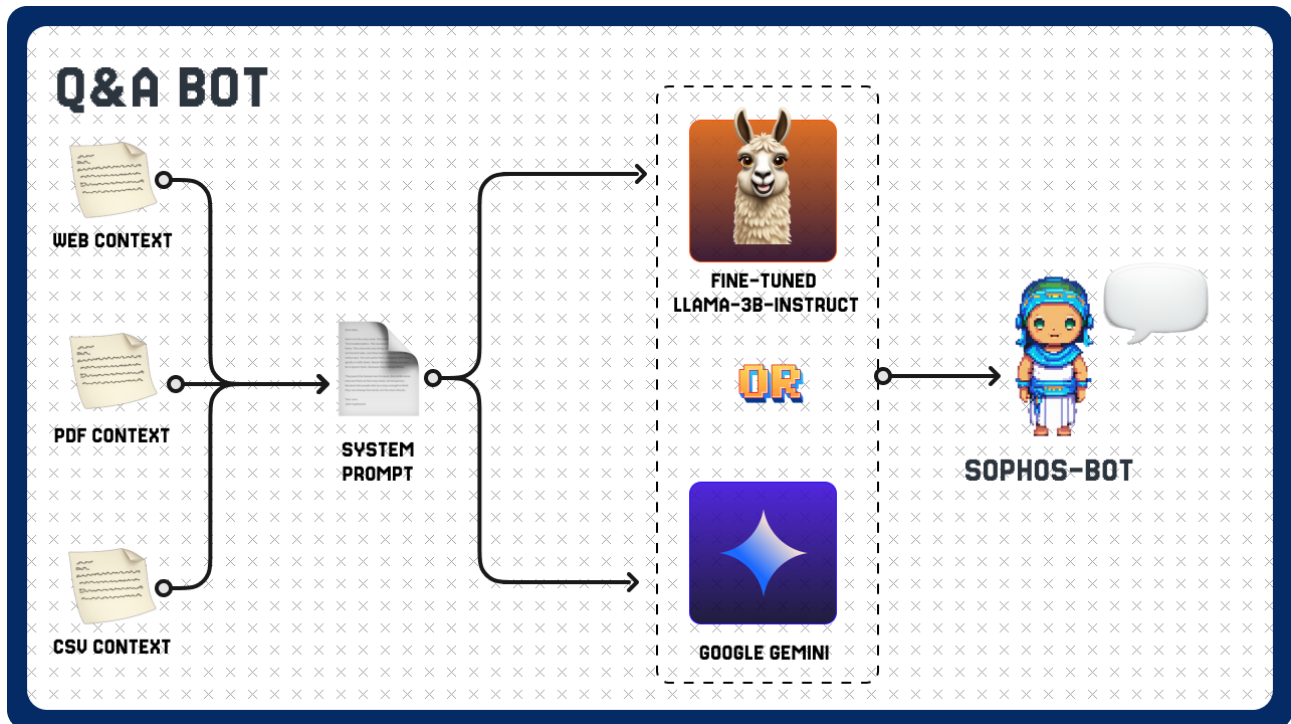 Q&A BOT
WEB CONTEXT
PDF CONTEXT
CSV CONTEXT
SYSTEM
PROMPT
FINE-TUNED
LLAMA-3B-INSTRUCT
OR
GOOGLE GEMINI
SOPHOS-BOT